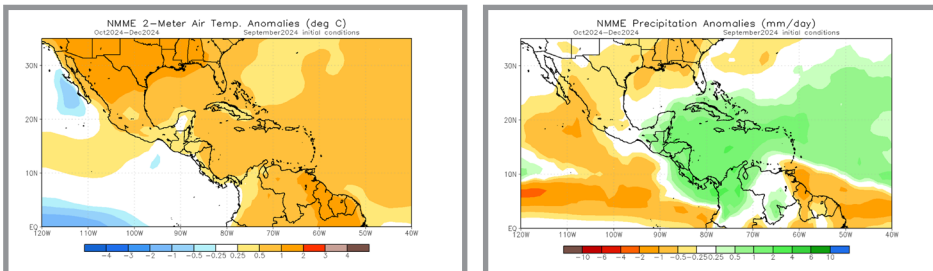 NMME 2-Meter Air Temp. Anomalies (deg C)
Oct2024-Dec2024 September2024 initial conditions
30N
20N
10N
EQ
120W 110W 100W 90W 80W 70W 60W 50W 40W
-4 -3 -2 -1 -0.5 -0.25 0.25 0.5 1 2 3 4
NMME Precipitation Anomalies (mm/day)
Oct2024-Dec2024 September2024 initial conditions
30N
20N
10N
EQ
120W 110W 100W 90W 80W 70W 60W 50W 40W
-10 -6 -4 -2 -1 -0.5 -0.25 0.25 0.5 1 2 4 6 10